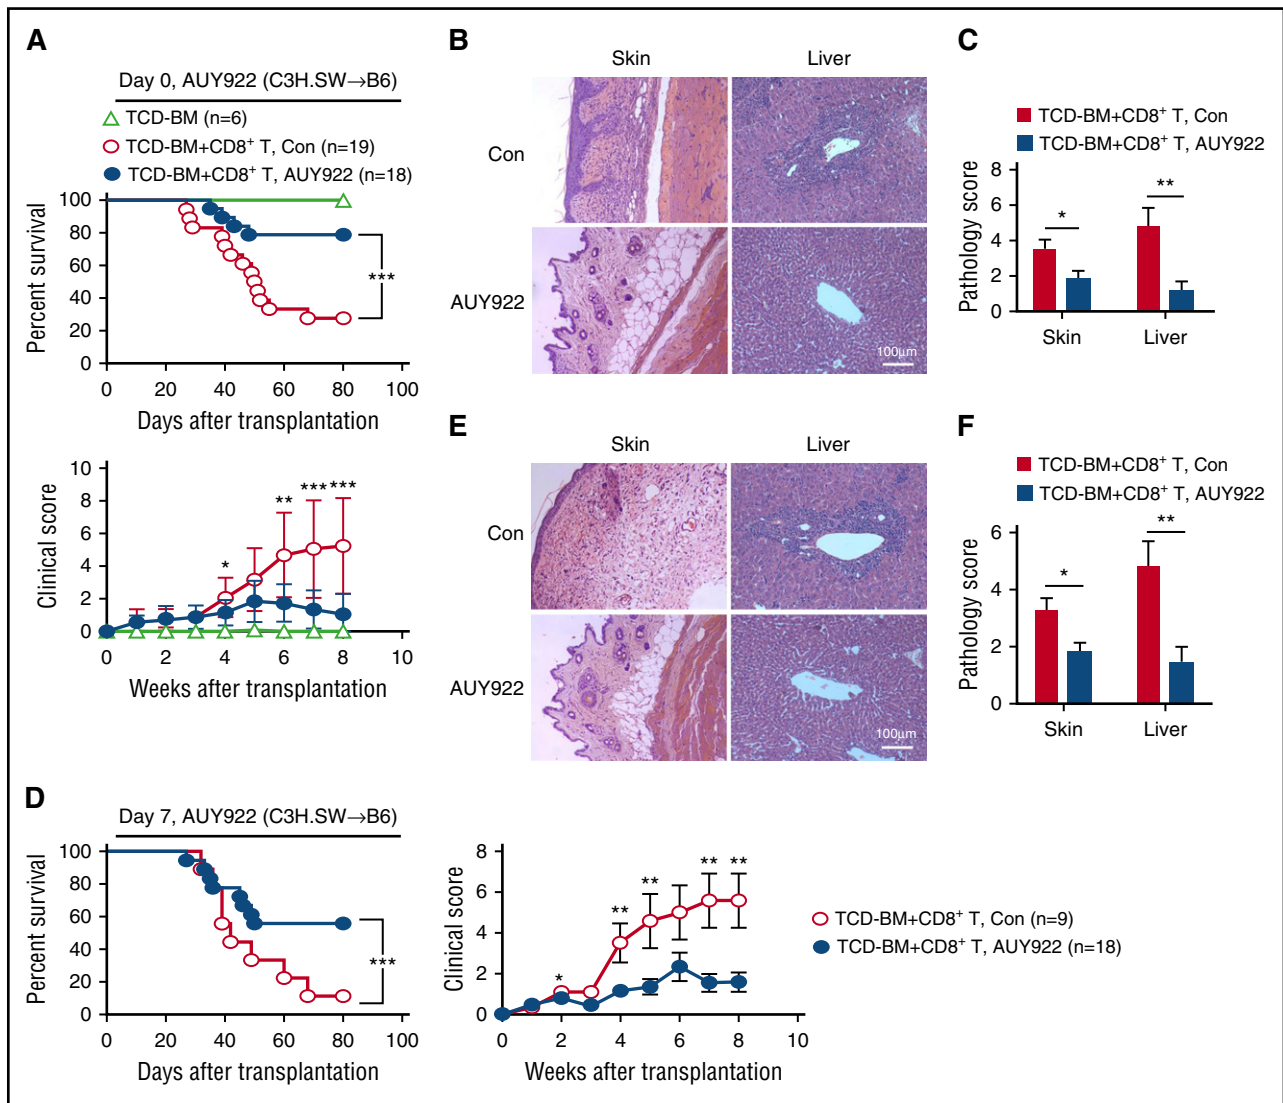 A
Day 0, AUY922 (C3H.SW→B6)
TCD-BM (n=6)
TCD-BM+CD8⁺ T, Con (n=19)
TCD-BM+CD8⁺ T, AUY922 (n=18)
Percent survival
100
80
60
40
20
0
***
0 20 40 60 80 100
Days after transplantation
Clinical score
10
8
6
4
2
0
* ** *** ***
0 2 4 6 8 10
Weeks after transplantation
B
Skin Liver
Con
AUY922
100μm
C
TCD-BM+CD8⁺ T, Con
TCD-BM+CD8⁺ T, AUY922
Pathology score
8
6
4
2
0
* **
Skin Liver
E
Skin Liver
Con
AUY922
100μm
F
TCD-BM+CD8⁺ T, Con
TCD-BM+CD8⁺ T, AUY922
Pathology score
6
4
2
0
* **
Skin Liver
D
Day 7, AUY922 (C3H.SW→B6)
Percent survival
100
80
60
40
20
0
***
0 20 40 60 80 100
Days after transplantation
Clinical score
8
6
4
2
0
* ** ** ** **
0 2 4 6 8 10
Weeks after transplantation
TCD-BM+CD8⁺ T, Con (n=9)
TCD-BM+CD8⁺ T, AUY922 (n=18)